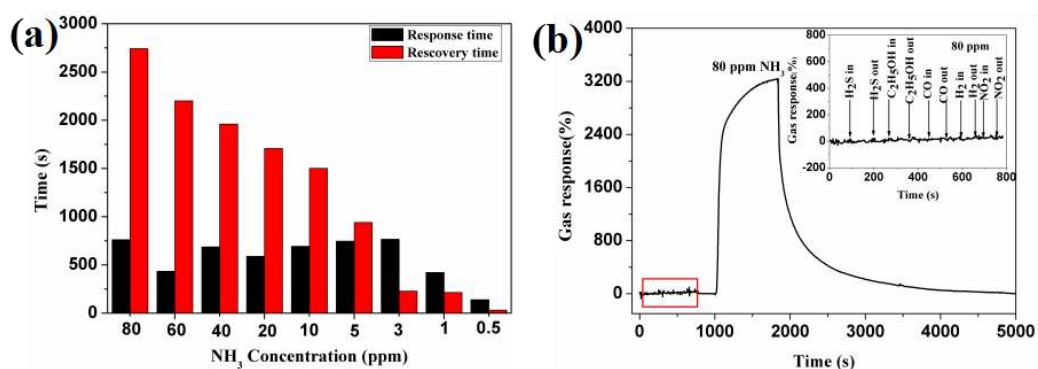 (a)
3000
2500
2000
1500
1000
500
0
Time (s)
Response time
Rescovery time
80 60 40 20 10 5 3 1 0.5
NH3 Concentration (ppm)
(b)
4000
3200
2400
1600
800
0
Gas response(%)
80 ppm NH3
0 1000 2000 3000 4000 5000
Time (s)
800
600
400
200
0
-200
Gas response(%)
80 ppm
H2S in
H2S out
C2H5OH in
C2H5OH out
CO in
CO out
H2 in
H2 out
NO2 in
NO2 out
0 200 400 600 800
Time (s)